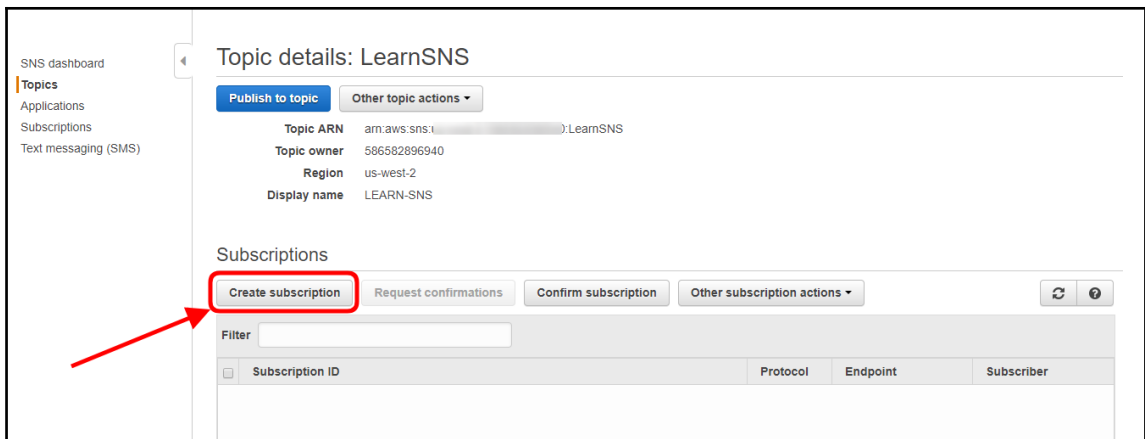 Topic details: LearnSNS
SNS dashboard
Topics
Applications
Subscriptions
Text messaging (SMS)
Publish to topic Other topic actions
Topic ARN arn:aws:sns: :LearnSNS
Topic owner 586582896940
Region us-west-2
Display name LEARN-SNS
Subscriptions
Create subscription Request confirmations Confirm subscription Other subscription actions
Filter
Subscription ID Protocol Endpoint Subscriber